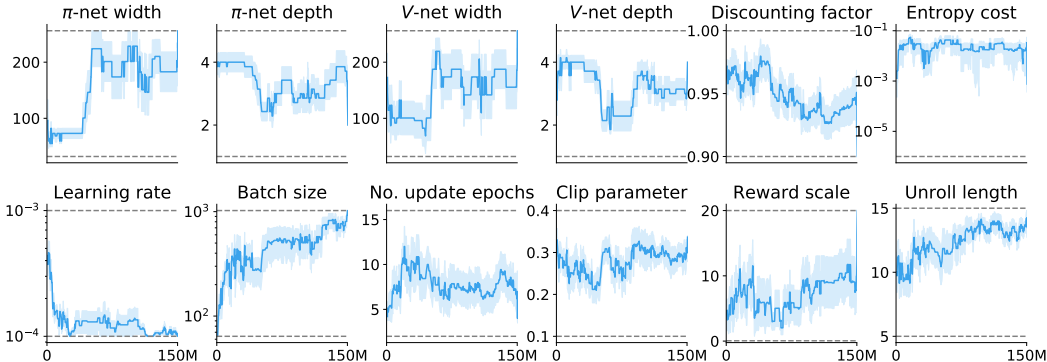 π-net width π-net depth V-net width V-net depth Discounting factor Entropy cost
200 4 200 4 1.00 10⁻¹
100 2 100 2 0.95 10⁻³
0.90 10⁻⁵
Learning rate Batch size No. update epochs Clip parameter Reward scale Unroll length
10⁻³ 10³ 15 0.4 20 15
10 0.3 10 10
10² 5 0.2
10⁻⁴ 0.1 0 5
0 150M 0 150M 0 150M 0 150M 0 150M 0 150M